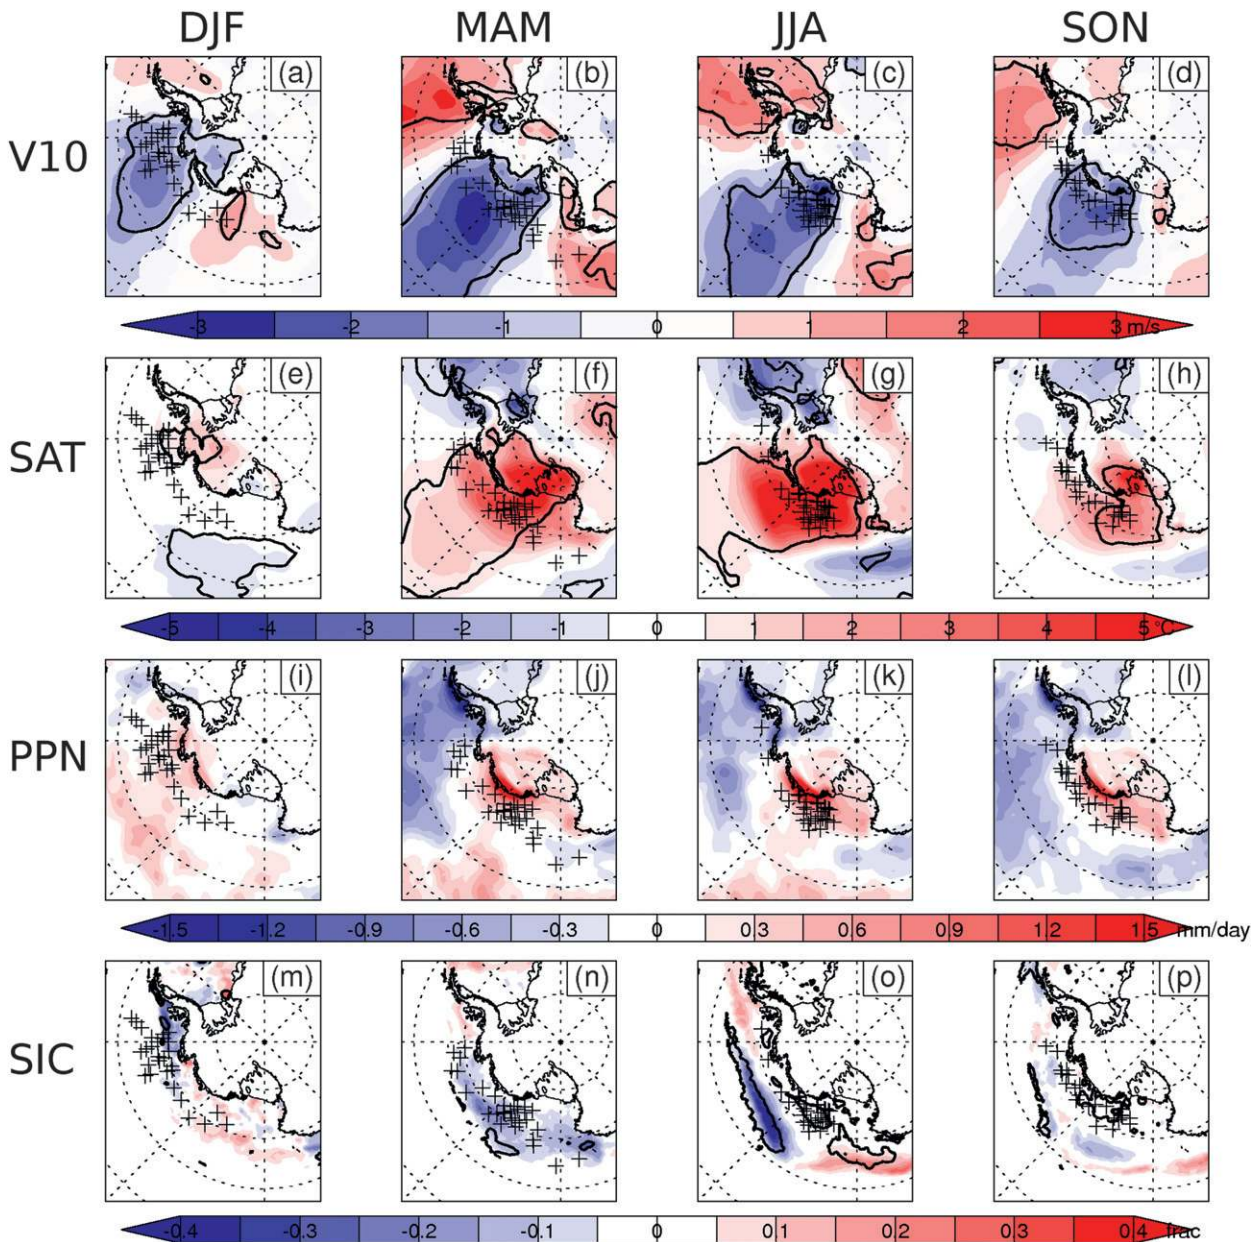 DJF MAM JJA SON
V10 (a) (b) (c) (d)
-3 -2 -1 0 1 2 3 m/s
SAT (e) (f) (g) (h)
-5 -4 -3 -2 -1 0 1 2 3 4 5 °C
PPN (i) (j) (k) (l)
-1.5 -1.2 -0.9 -0.6 -0.3 0 0.3 0.6 0.9 1.2 1.5 mm/day
SIC (m) (n) (o) (p)
-0.4 -0.3 -0.2 -0.1 0 0.1 0.2 0.3 0.4 frac